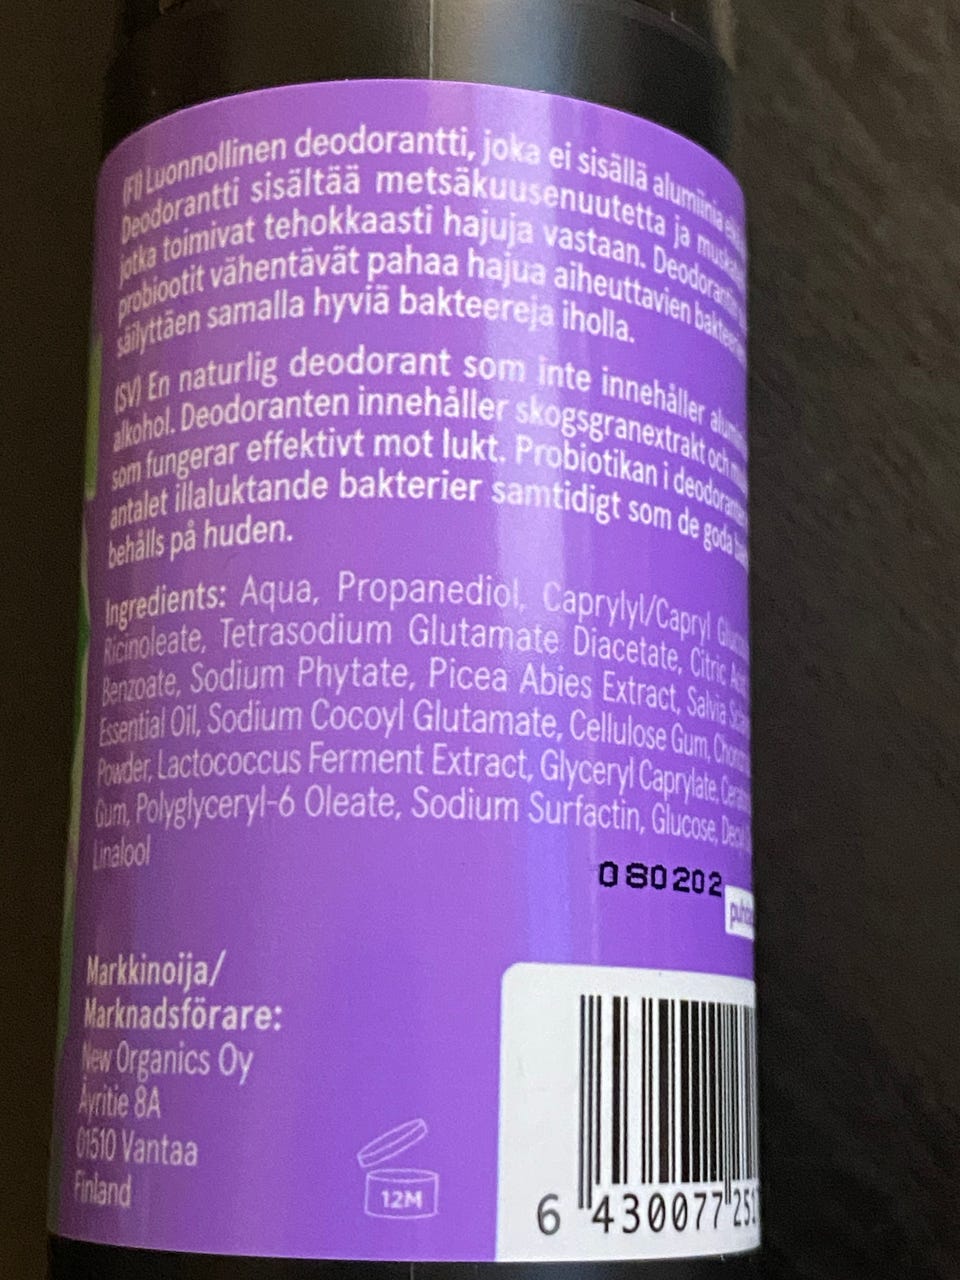 (FI) Luonnollinen deodorantti, joka ei sisällä alumiinia
Deodorantti sisältää metsäkuusenuutetta ja
jotka toimivat tehokkaasti hajuja vastaan.
probiootit vähentävät pahaa hajua aiheuttavien
säilyttäen samalla hyviä bakteereja iholla.
(SV) En naturlig deodorant som inte innehåller
alkohol. Deodoranten innehåller skogsgranextrakt och
som fungerar effektivt mot lukt. Probiotikan i
antalet illaluktande bakterier samtidigt som de goda
behålls på huden.
Ingredients: Aqua, Propanediol, Caprylyl/Capryl
Ricinoleate, Tetrasodium Glutamate Diacetate, Citric
Benzoate, Sodium Phytate, Picea Abies Extract, Salvia
Essential Oil, Sodium Cocoyl Glutamate, Cellulose Gum,
Powder, Lactococcus Ferment Extract, Glyceryl Caprylate,
Gum, Polyglyceryl-6 Oleate, Sodium Surfactin, Glucose,
Linalool
080202
Markkinoija/
Marknadsförare:
New Organics Oy
Äyritie 8A
01510 Vantaa
Finland
12M
6 430077 251